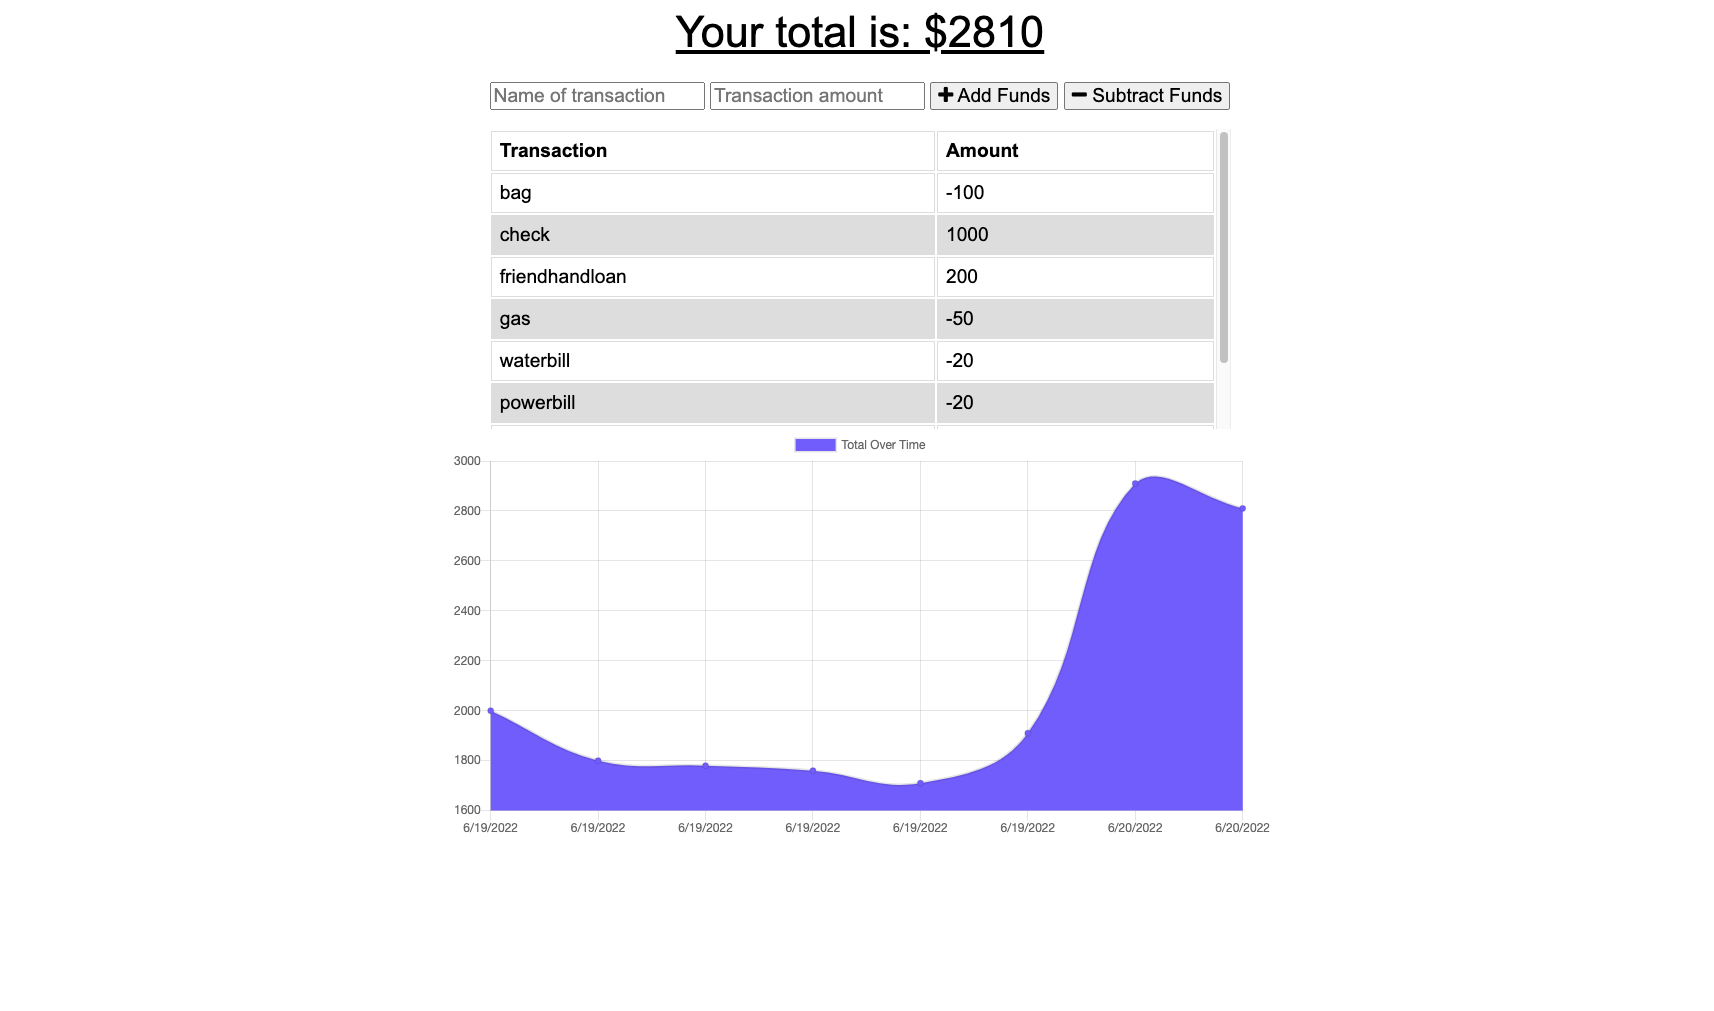 Your total is: $2810
Name of transaction Transaction amount Add Funds Subtract Funds
Transaction Amount
bag -100
check 1000
friendhandloan 200
gas -50
waterbill -20
powerbill -20
Total Over Time
3000
2800
2600
2400
2200
2000
1800
1600
6/19/2022 6/19/2022 6/19/2022 6/19/2022 6/19/2022 6/19/2022 6/20/2022 6/20/2022